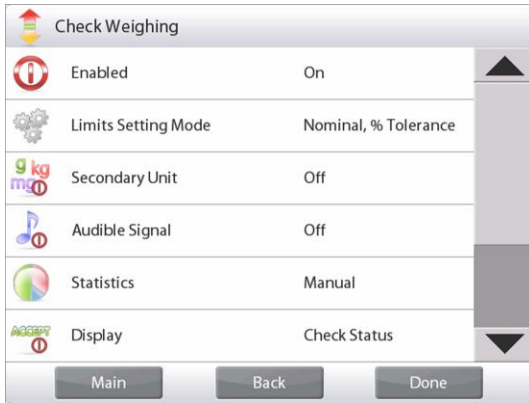 Check Weighing
Enabled On
Limits Setting Mode Nominal, % Tolerance
g kg
mg
Secondary Unit Off
Audible Signal Off
Statistics Manual
ACCEPT
Display Check Status
Main Back Done